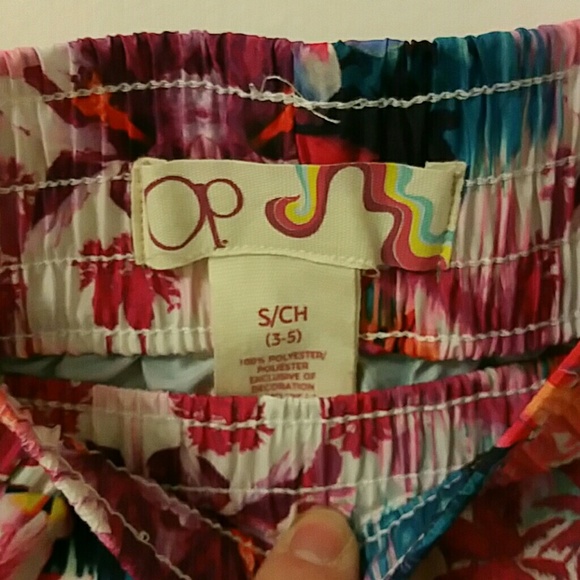 Op
S/CH
(3-5)
100% POLYESTER/
POLIESTER
EXCLUSIVE OF
DECORATION